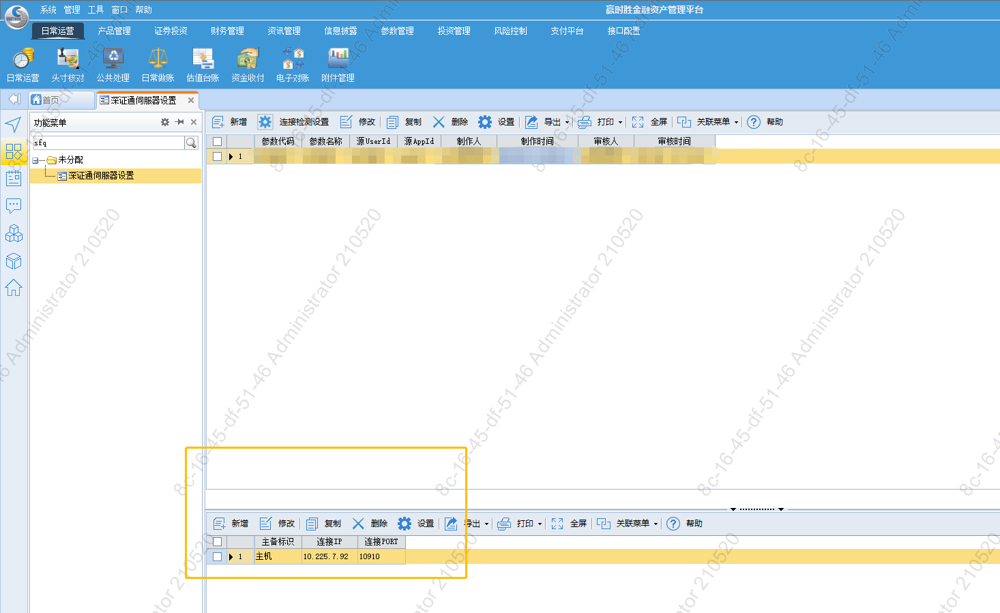 系统 管理 工具 窗口 帮助
赢时胜金融资产管理平台
日常运营 产品管理 证券投资 财务管理 资讯管理 信息披露 参数管理 投资管理 风险控制 支付平台 接口配置
日常运营 头寸核对 公共处理 日常做账 估值台账 资金收付 电子对账 附件管理
首页 深证通伺服器设置
功能菜单
sfq
未分配
深证通伺服器设置
新增 连接检测设置 修改 复制 删除 设置 导出 打印 全屏 关联菜单 帮助
参数代码 参数名称 源UserId 源AppId 制作人 制作时间 审核人 审核时间
1
新增 修改 复制 删除 设置 导出 打印 全屏 关联菜单 帮助
主备标识 连接IP 连接PORT
1 主机 10.225.7.92 10910
8c-16-45-df-51-46 Administrator 210520